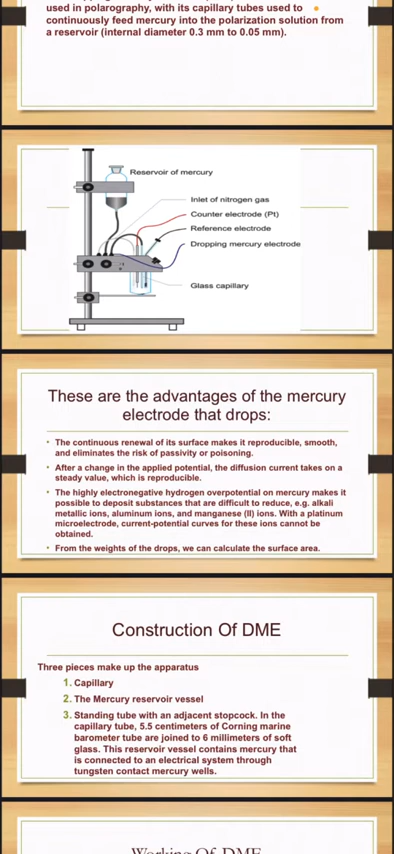 used in polarography, with its capillary tubes used to
continuously feed mercury into the polarization solution from
a reservoir (internal diameter 0.3 mm to 0.05 mm).
Reservoir of mercury
Inlet of nitrogen gas
Counter electrode (Pt)
Reference electrode
Dropping mercury electrode
Glass capillary
These are the advantages of the mercury
electrode that drops:
• The continuous renewal of its surface makes it reproducible, smooth,
and eliminates the risk of passivity or poisoning.
• After a change in the applied potential, the diffusion current takes on a
steady value, which is reproducible.
• The highly electronegative hydrogen overpotential on mercury makes it
possible to deposit substances that are difficult to reduce, e.g. alkali
metallic ions, aluminum ions, and manganese (II) ions. With a platinum
microelectrode, current-potential curves for these ions cannot be
obtained.
• From the weights of the drops, we can calculate the surface area.
Construction Of DME
Three pieces make up the apparatus
1. Capillary
2. The Mercury reservoir vessel
3. Standing tube with an adjacent stopcock. In the
capillary tube, 5.5 centimeters of Corning marine
barometer tube are joined to 6 millimeters of soft
glass. This reservoir vessel contains mercury that
is connected to an electrical system through
tungsten contact mercury wells.
Working Of DME